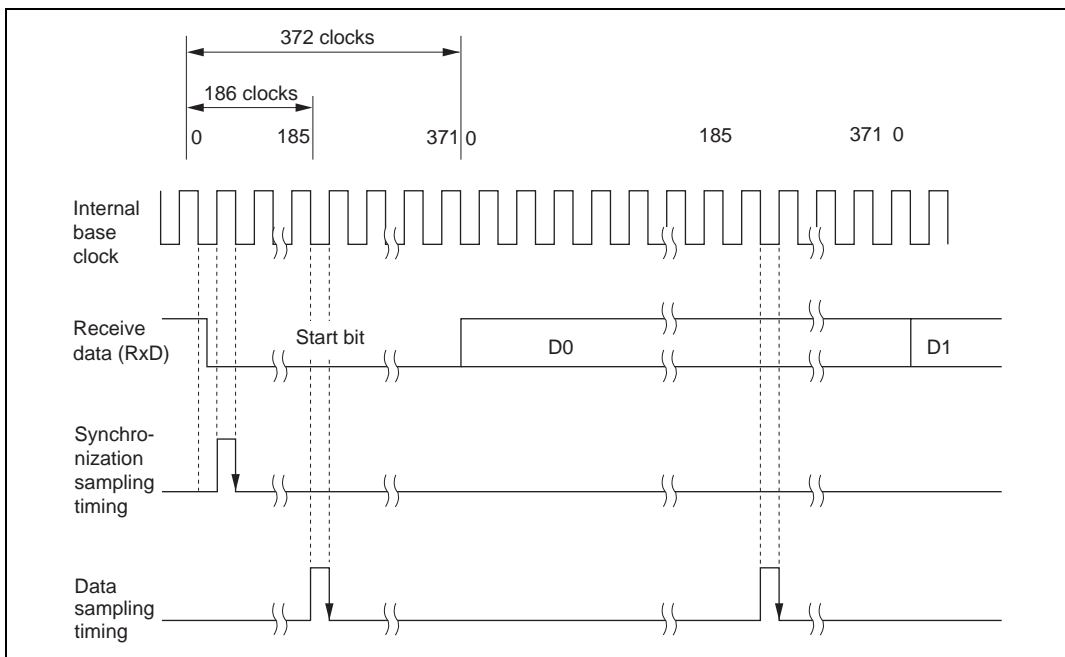 372 clocks
186 clocks
0 185 371 0 185 371 0
Internal
base
clock
Receive
data (RxD)
Start bit
D0
D1
Synchro-
nization
sampling
timing
Data
sampling
timing